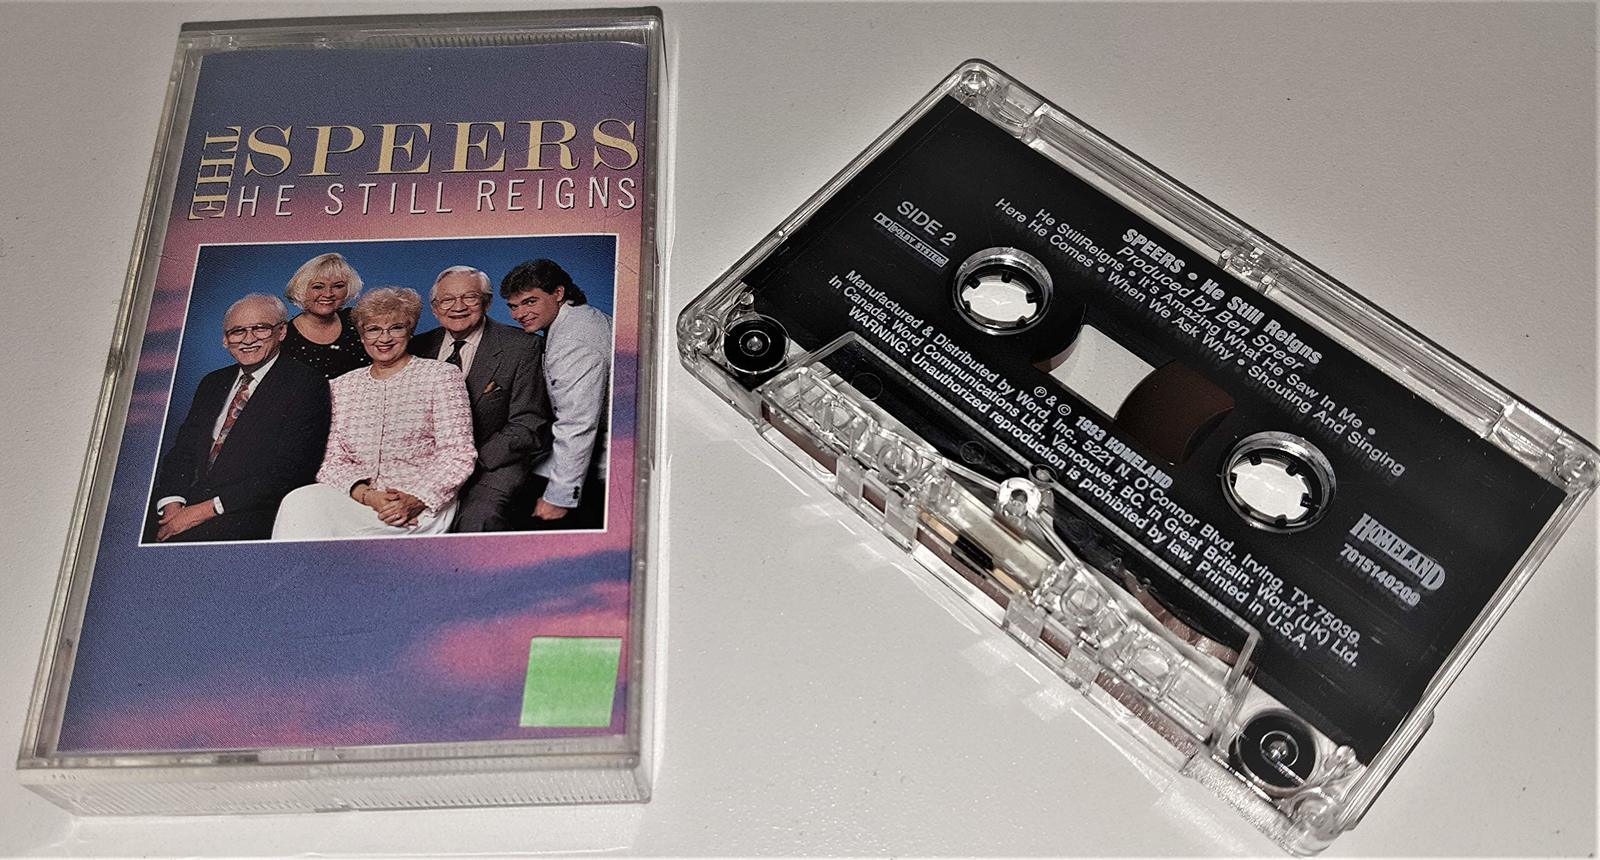 THE SPEERS
HE STILL REIGNS
SIDE 2
DOLBY SYSTEM
SPEERS • He Still Reigns
Produced by Ben Speer
He StillReigns • It's Amazing What He Saw In Me •
Here He Comes • When We Ask Why • Shouting And Singing
℗ & © 1993 HOMELAND
Manufactured & Distributed by Word, Inc., 5221 N. O'Connor Blvd., Irving, TX 75039.
In Canada: Word Communications Ltd., Vancouver, BC. In Great Britain: Word (UK) Ltd.
WARNING: Unauthorized reproduction is prohibited by law. Printed in U.S.A.
HOMELAND
7015140209